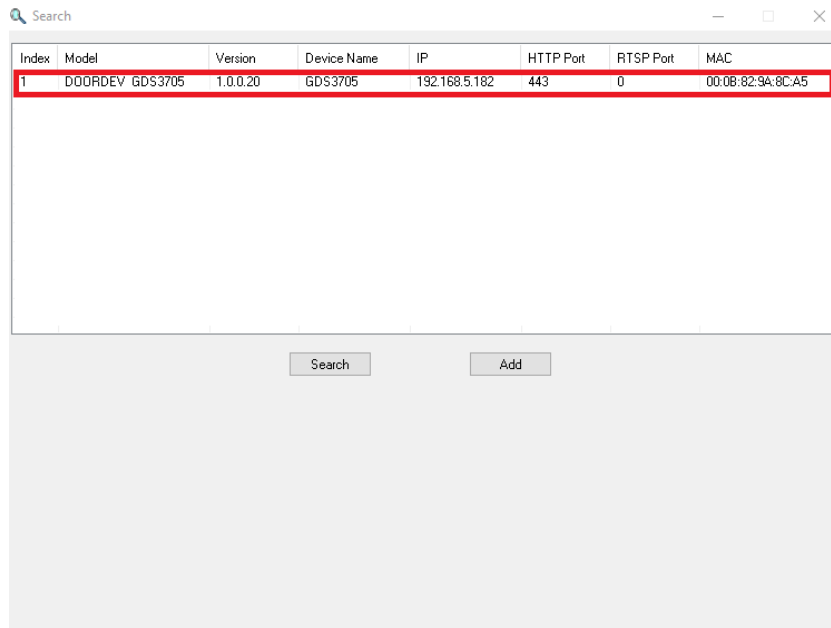 Search
Index Model Version Device Name IP HTTP Port RTSP Port MAC
1 DOORDEV GDS3705 1.0.0.20 GDS3705 192.168.5.182 443 0 00:0B:82:9A:8C:A5
Search Add